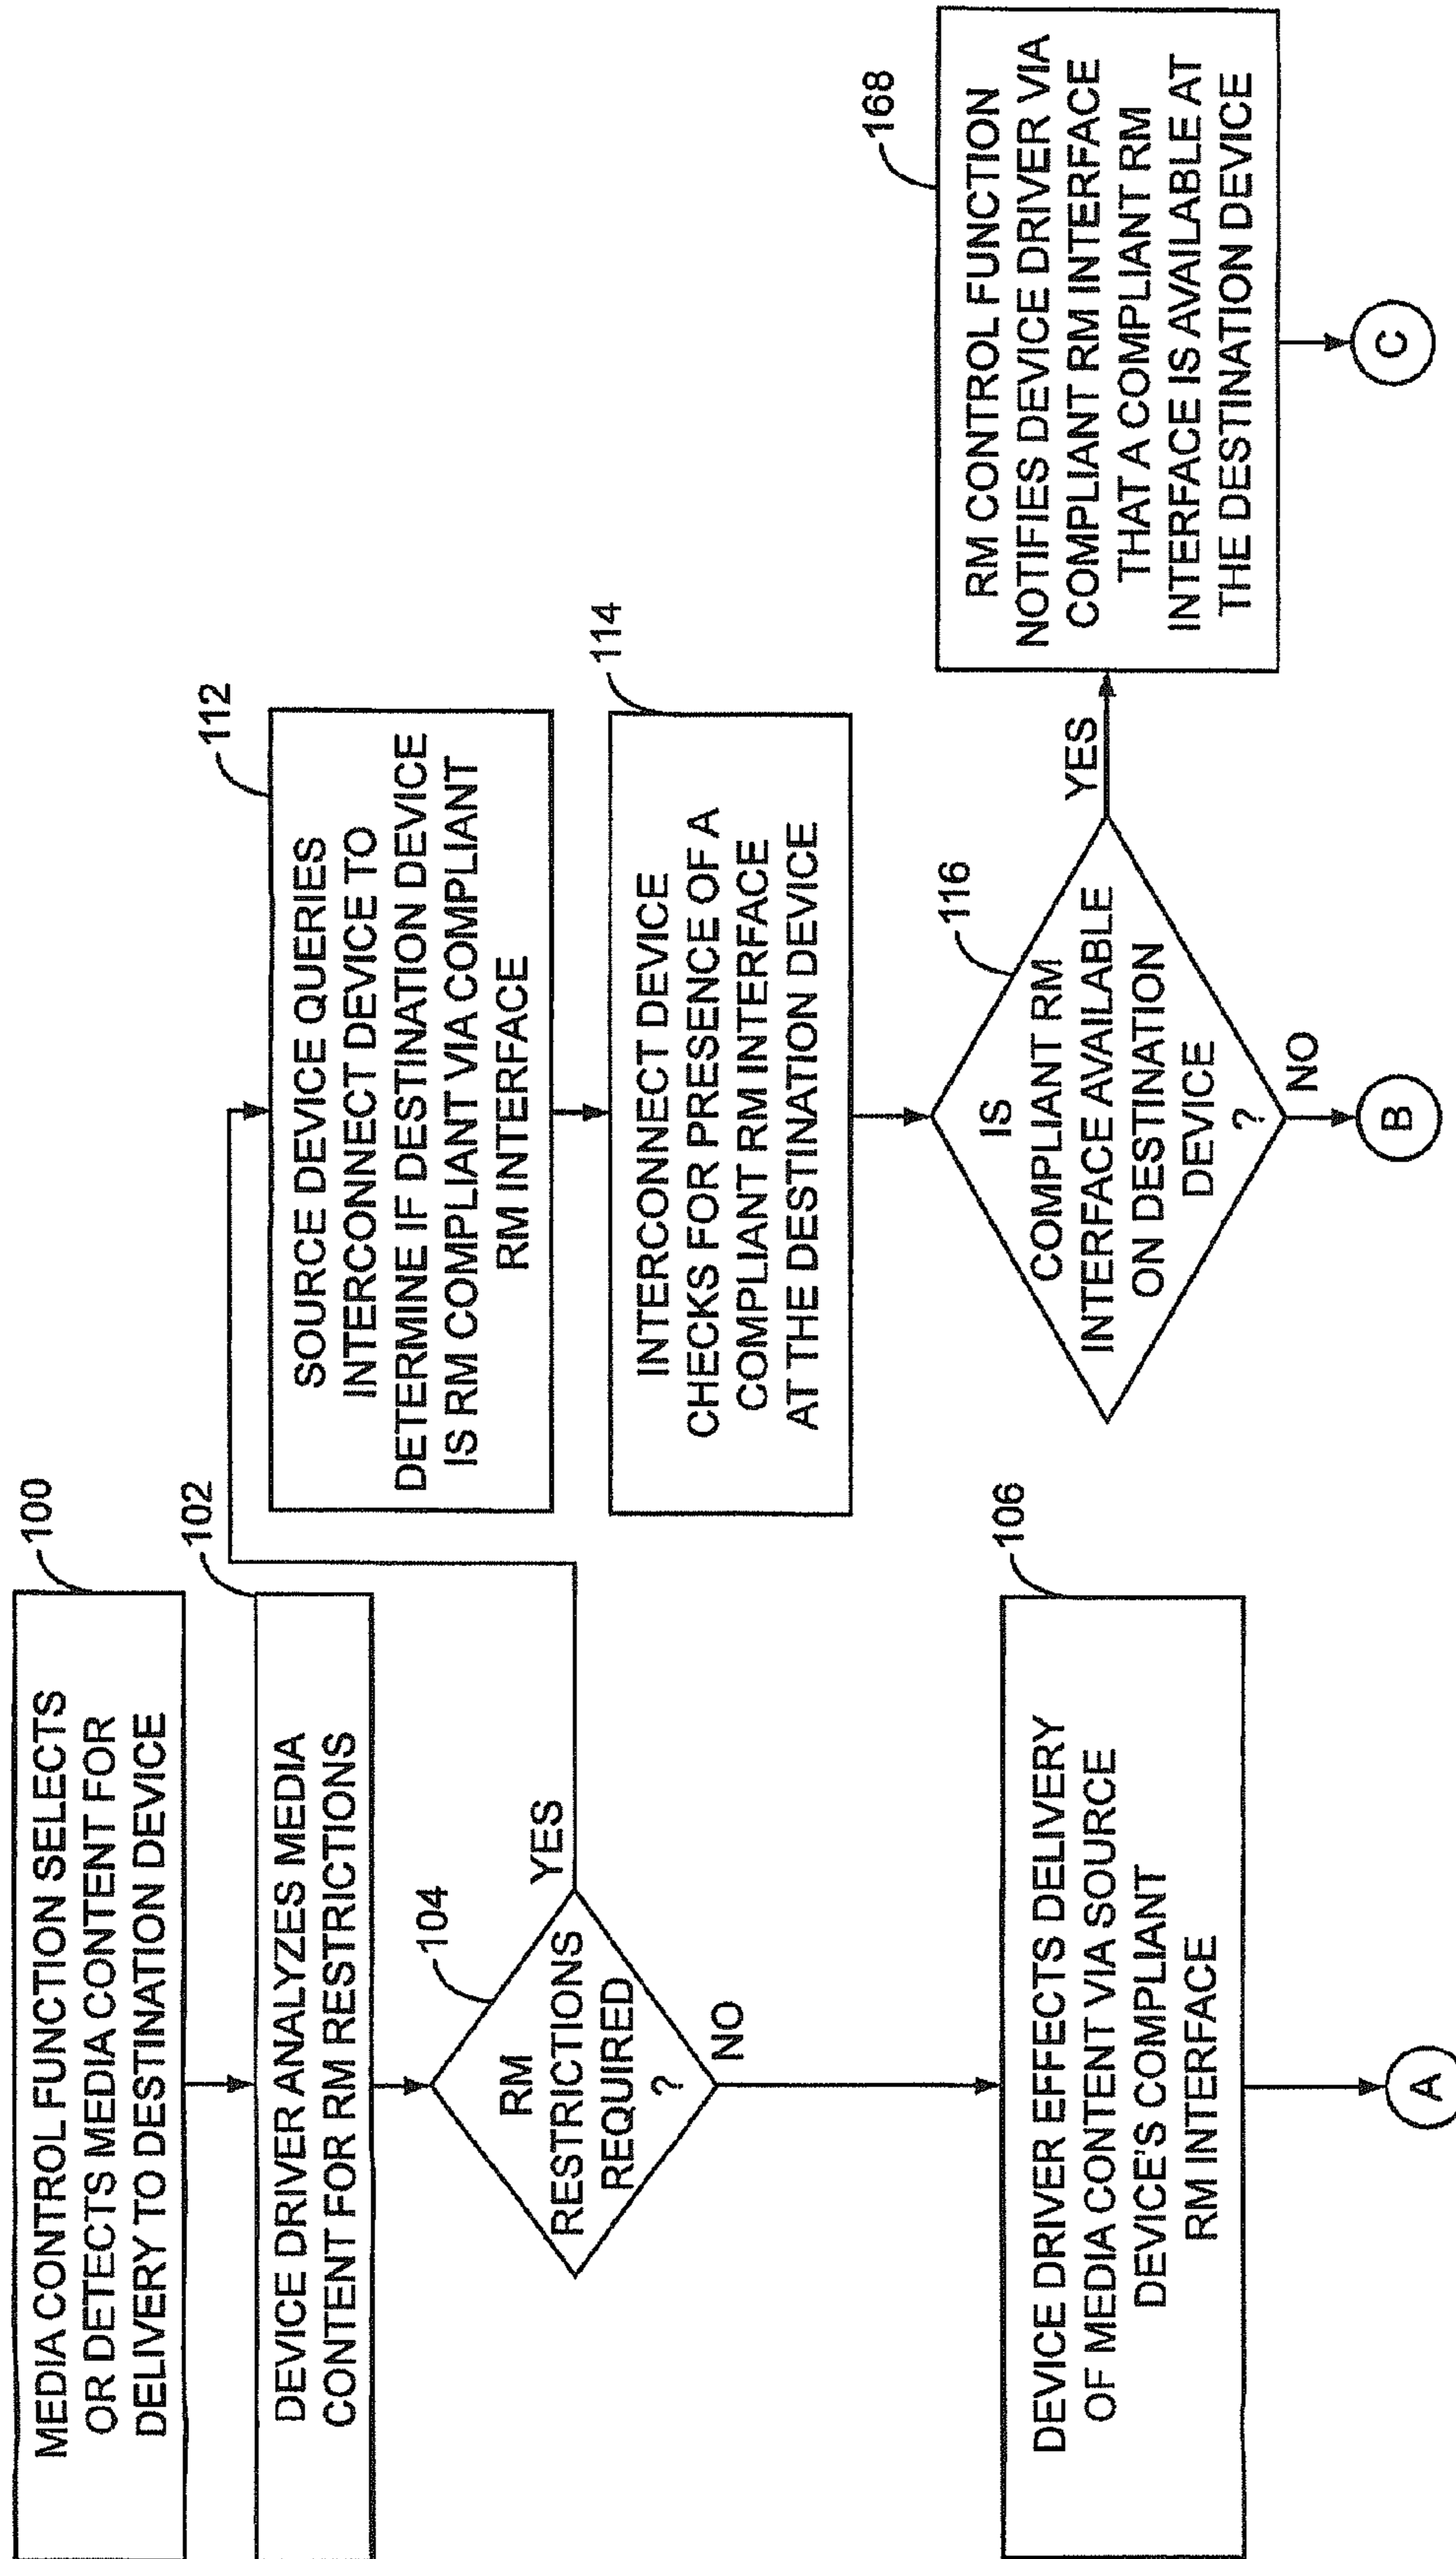 100
MEDIA CONTROL FUNCTION SELECTS
OR DETECTS MEDIA CONTENT FOR
DELIVERY TO DESTINATION DEVICE
102
DEVICE DRIVER ANALYZES MEDIA
CONTENT FOR RM RESTRICTIONS
104
RM
RESTRICTIONS
REQUIRED
?
YES
NO
106
DEVICE DRIVER EFFECTS DELIVERY
OF MEDIA CONTENT VIA SOURCE
DEVICE'S COMPLIANT
RM INTERFACE
A
112
SOURCE DEVICE QUERIES
INTERCONNECT DEVICE TO
DETERMINE IF DESTINATION DEVICE
IS RM COMPLIANT VIA COMPLIANT
RM INTERFACE
114
INTERCONNECT DEVICE
CHECKS FOR PRESENCE OF A
COMPLIANT RM INTERFACE
AT THE DESTINATION DEVICE
116
IS
COMPLIANT RM
INTERFACE AVAILABLE
ON DESTINATION
DEVICE
?
YES
NO
B
168
RM CONTROL FUNCTION
NOTIFIES DEVICE DRIVER VIA
COMPLIANT RM INTERFACE
THAT A COMPLIANT RM
INTERFACE IS AVAILABLE AT
THE DESTINATION DEVICE
C